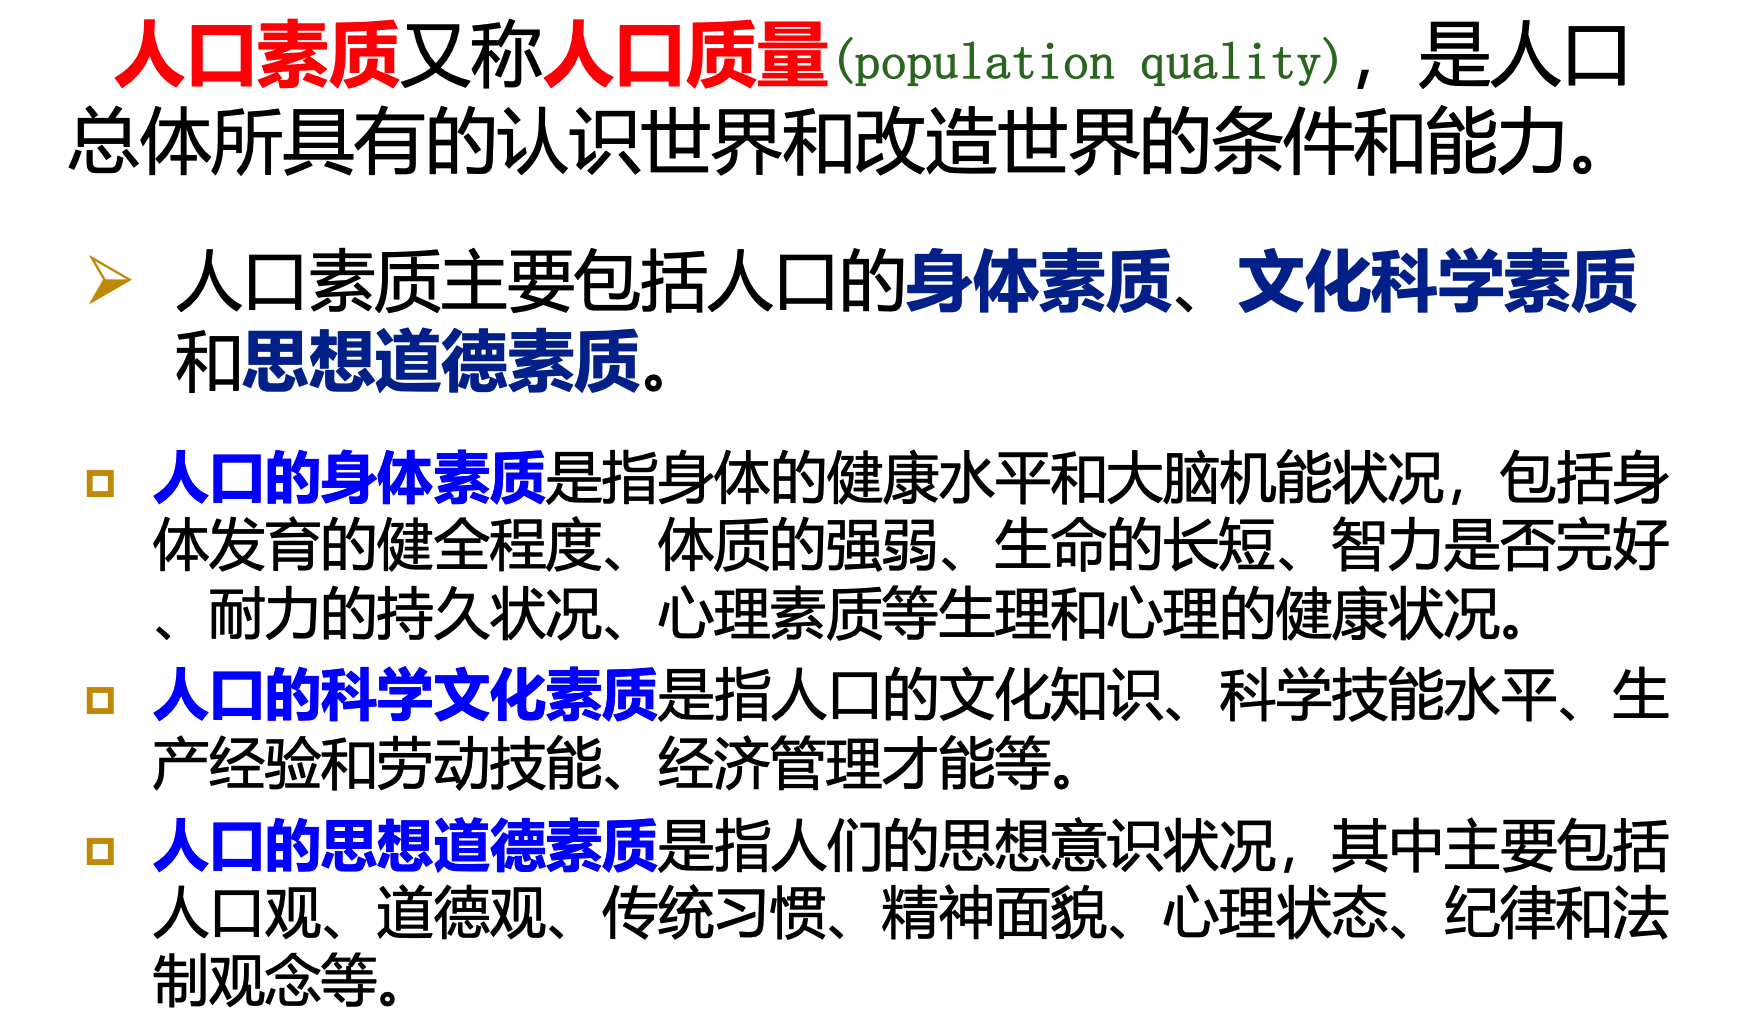 人口素质又称人口质量(population quality)，是人口
总体所具有的认识世界和改造世界的条件和能力。
人口素质主要包括人口的身体素质、文化科学素质
和思想道德素质。
人口的身体素质是指身体的健康水平和大脑机能状况，包括身
体发育的健全程度、体质的强弱、生命的长短、智力是否完好
、耐力的持久状况、心理素质等生理和心理的健康状况。
人口的科学文化素质是指人口的文化知识、科学技能水平、生
产经验和劳动技能、经济管理才能等。
人口的思想道德素质是指人们的思想意识状况，其中主要包括
人口观、道德观、传统习惯、精神面貌、心理状态、纪律和法
制观念等。